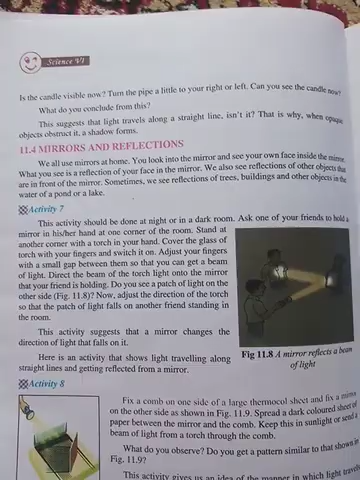 Science VI
Is the candle visible now? Turn the pipe a little to your right or left. Can you see the candle now?
What do you conclude from this?
This suggests that light travels along a straight line, isn't it? That is why, when opaque
objects obstruct it, a shadow forms.
11.4 MIRRORS AND REFLECTIONS
We all use mirrors at home. You look into the mirror and see your own face inside the mirror.
What you see is a reflection of your face in the mirror. We also see reflections of other objects that
are in front of the mirror. Sometimes, we see reflections of trees, buildings and other objects in the
water of a pond or a lake.
Activity 7
This activity should be done at night or in a dark room. Ask one of your friends to hold a
mirror in his/her hand at one corner of the room. Stand at
another corner with a torch in your hand. Cover the glass of
torch with your fingers and switch it on. Adjust your fingers
with a small gap between them so that you can get a beam
of light. Direct the beam of the torch light onto the mirror
that your friend is holding. Do you see a patch of light on the
other side (Fig. 11.8)? Now, adjust the direction of the torch
so that the patch of light falls on another friend standing in
the room.
This activity suggests that a mirror changes the
direction of light that falls on it.
Here is an activity that shows light travelling along
straight lines and getting reflected from a mirror.
Fig 11.8 A mirror reflects a beam
of light
Activity 8
Fix a comb on one side of a large thermocol sheet and fix a mirror
on the other side as shown in Fig. 11.9. Spread a dark coloured sheet of
paper between the mirror and the comb. Keep this in sunlight or send a
beam of light from a torch through the comb.
What do you observe? Do you get a pattern similar to that shown in
Fig. 11.9?
This activity gives us an idea of the manner in which light travels